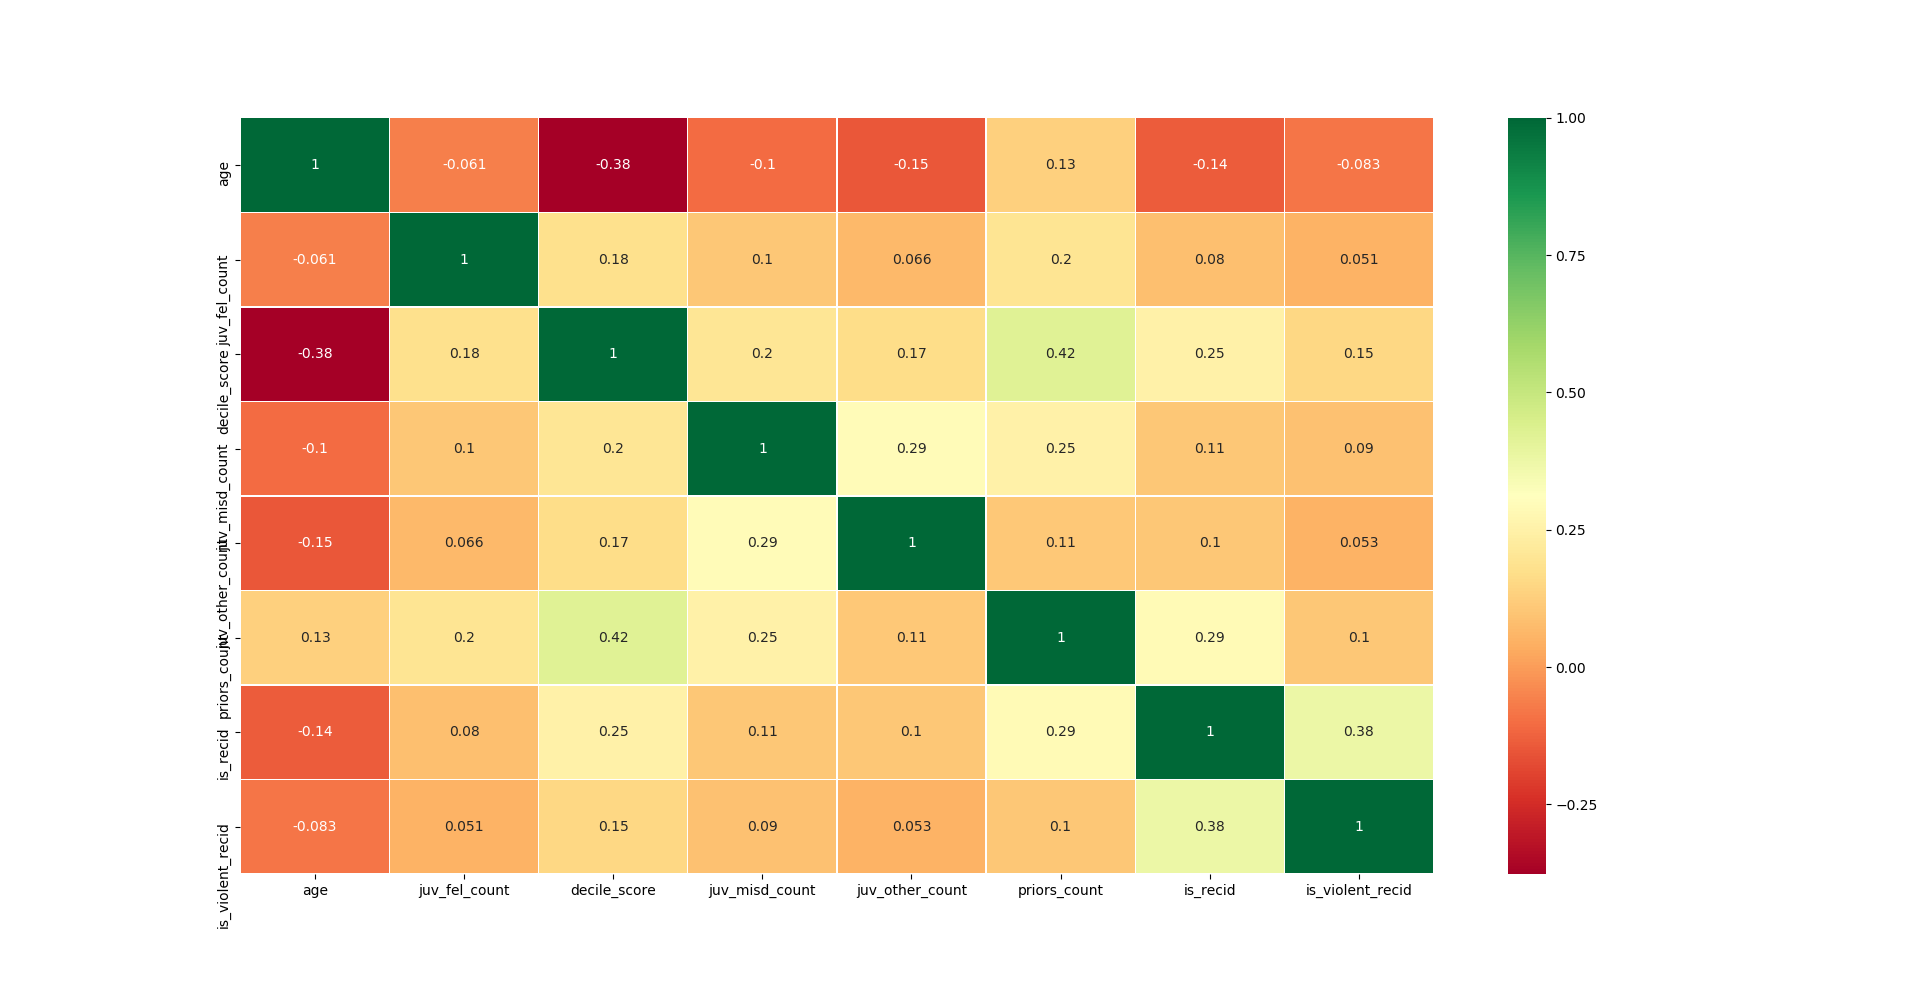 age 1 -0.061 -0.38 -0.1 -0.15 0.13 -0.14 -0.083
juv_fel_count -0.061 1 0.18 0.1 0.066 0.2 0.08 0.051
decile_score -0.38 0.18 1 0.2 0.17 0.42 0.25 0.15
juv_misd_count -0.1 0.1 0.2 1 0.29 0.25 0.11 0.09
juv_other_count -0.15 0.066 0.17 0.29 1 0.11 0.1 0.053
priors_count 0.13 0.2 0.42 0.25 0.11 1 0.29 0.1
is_recid -0.14 0.08 0.25 0.11 0.1 0.29 1 0.38
is_violent_recid -0.083 0.051 0.15 0.09 0.053 0.1 0.38 1
age juv_fel_count decile_score juv_misd_count juv_other_count priors_count is_recid is_violent_recid
1.00
0.75
0.50
0.25
0.00
−0.25